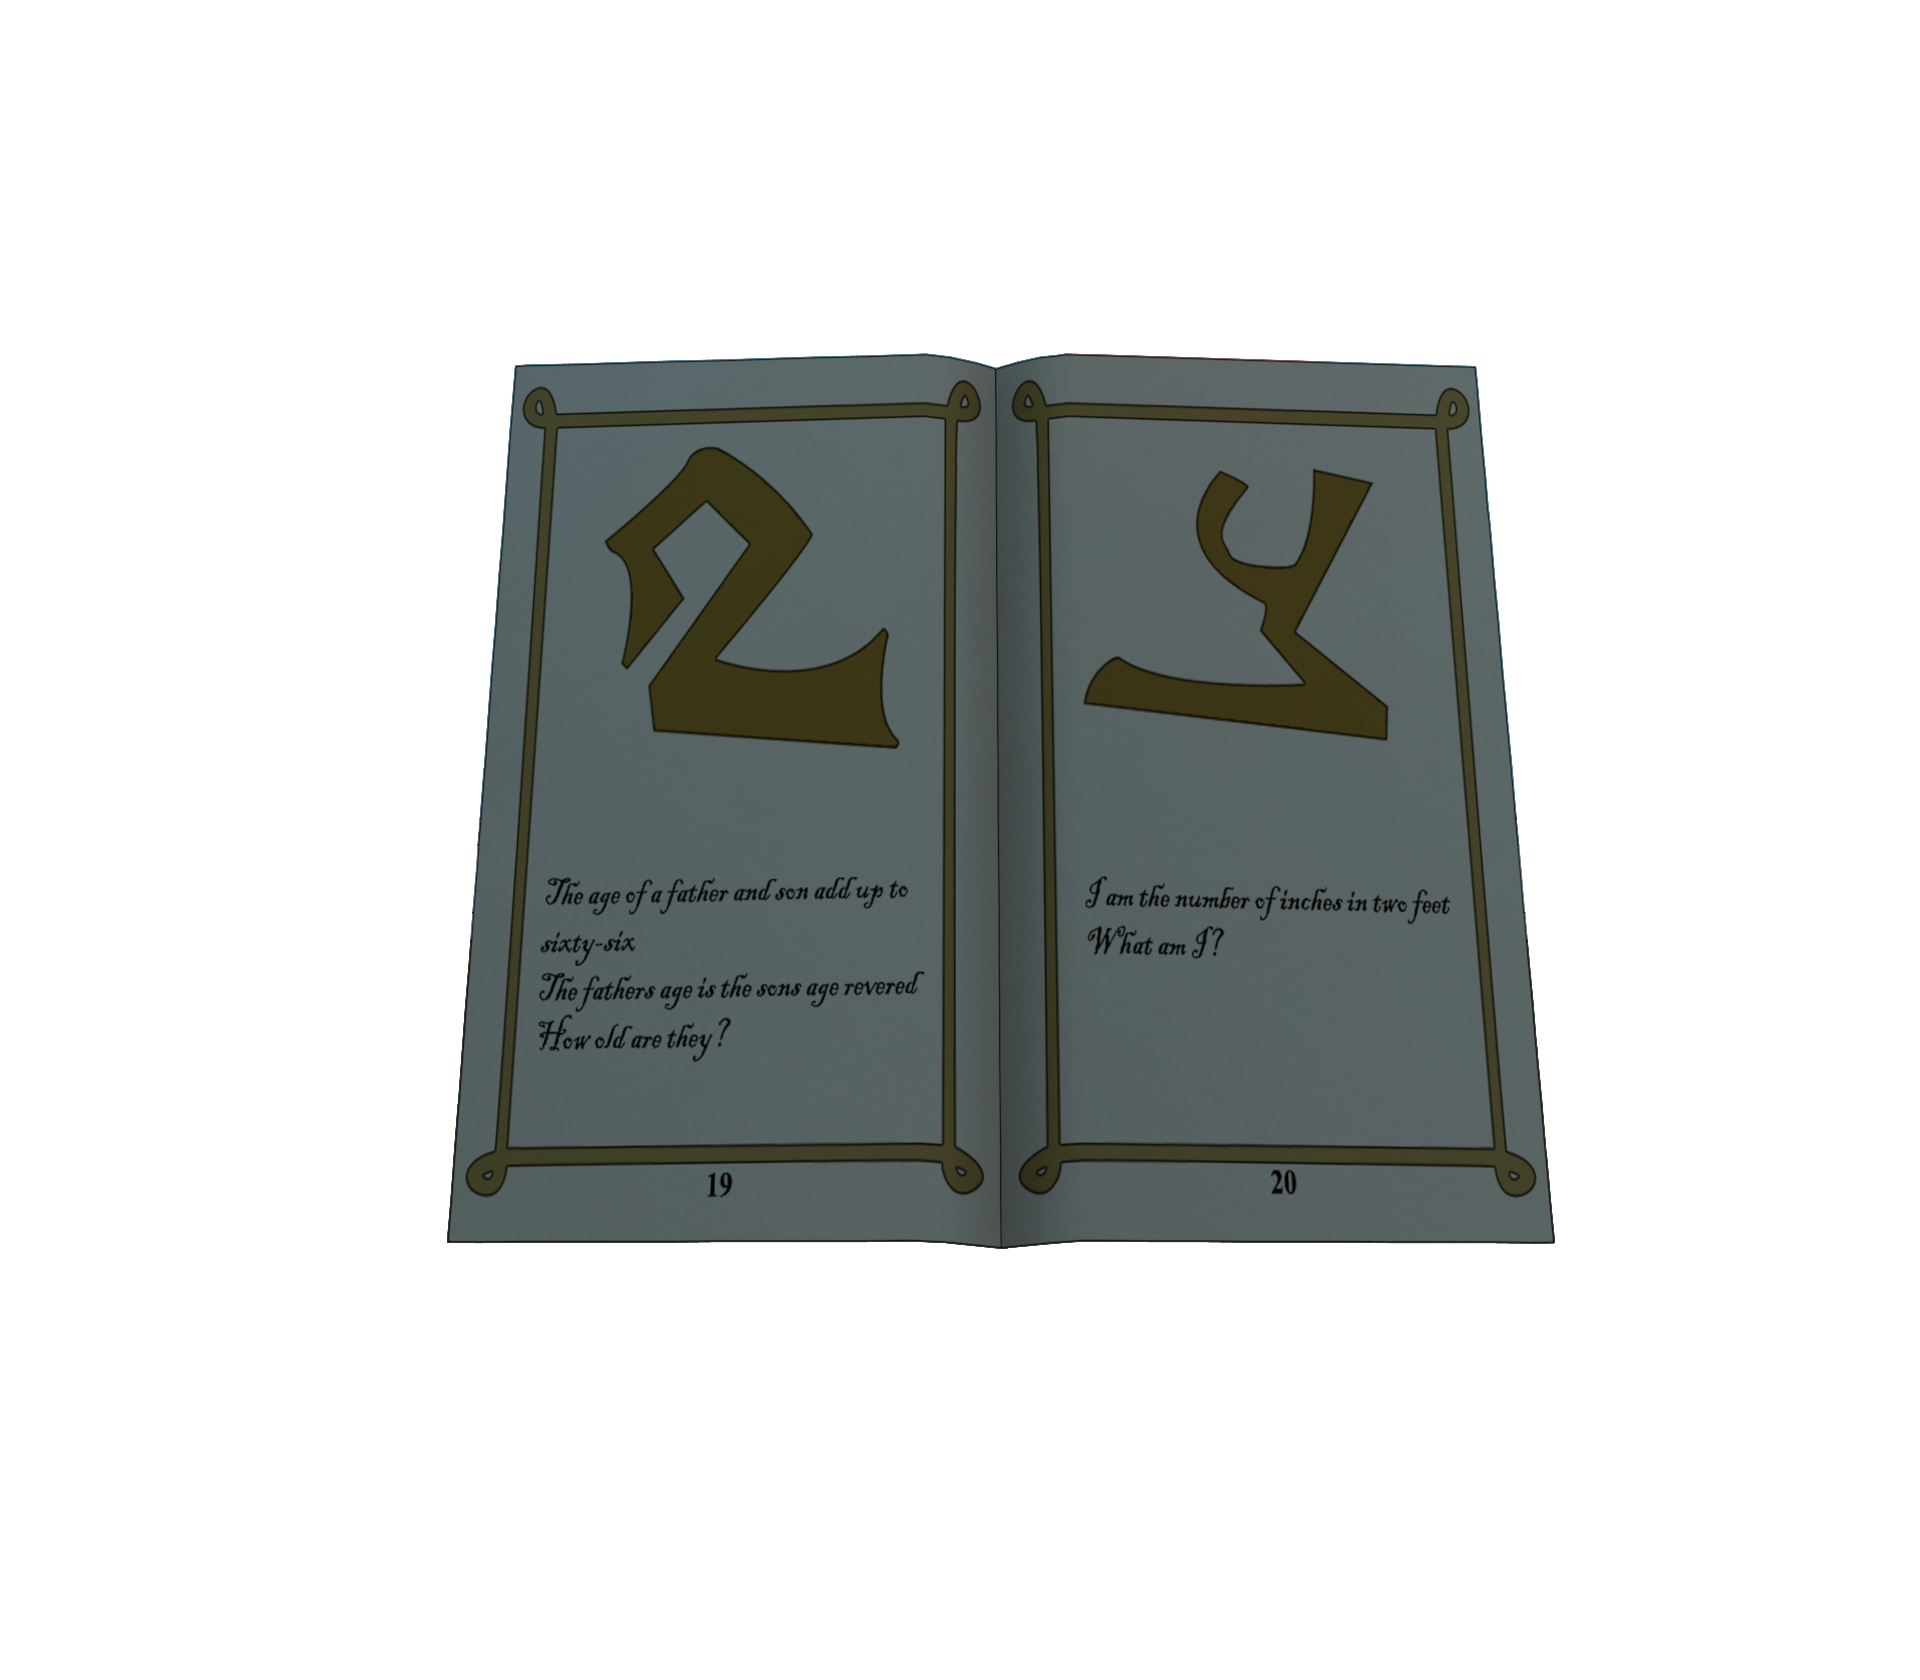 The age of a father and son add up to
sixty-six
The fathers age is the sons age revered
How old are they?
19
I am the number of inches in two feet
What am I?
20